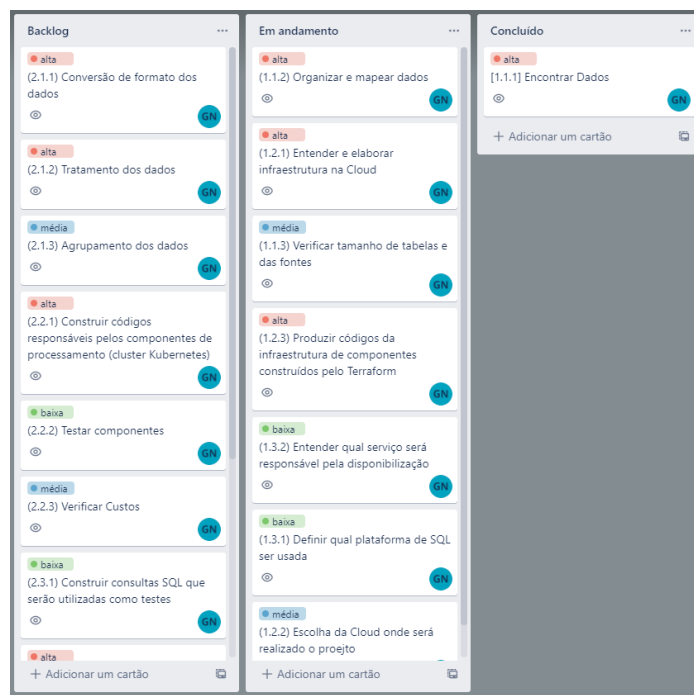 Backlog
alta
(2.1.1) Conversão de formato dos
dados
GN
alta
(2.1.2) Tratamento dos dados
GN
média
(2.1.3) Agrupamento dos dados
GN
alta
(2.2.1) Construir códigos
responsáveis pelos componentes de
processamento (cluster Kubernetes)
GN
baixa
(2.2.2) Testar componentes
GN
média
(2.2.3) Verificar Custos
GN
baixa
(2.3.1) Construir consultas SQL que
serão utilizadas como testes
GN
alta
+ Adicionar um cartão
Em andamento
alta
(1.1.2) Organizar e mapear dados
GN
alta
(1.2.1) Entender e elaborar
infraestrutura na Cloud
GN
média
(1.1.3) Verificar tamanho de tabelas e
das fontes
GN
alta
(1.2.3) Produzir códigos da
infraestrutura de componentes
construídos pelo Terraform
GN
baixa
(1.3.2) Entender qual serviço será
responsável pela disponibilização
GN
baixa
(1.3.1) Definir qual plataforma de SQL
ser usada
GN
média
(1.2.2) Escolha da Cloud onde será
realizado o proejto
+ Adicionar um cartão
Concluído
alta
[1.1.1] Encontrar Dados
GN
+ Adicionar um cartão